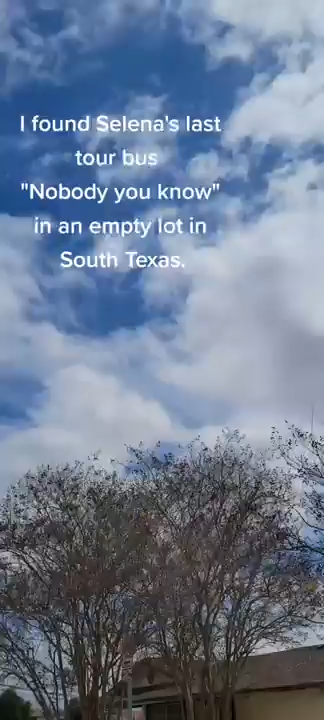 I found Selena's last
tour bus
"Nobody you know"
in an empty lot in
South Texas.